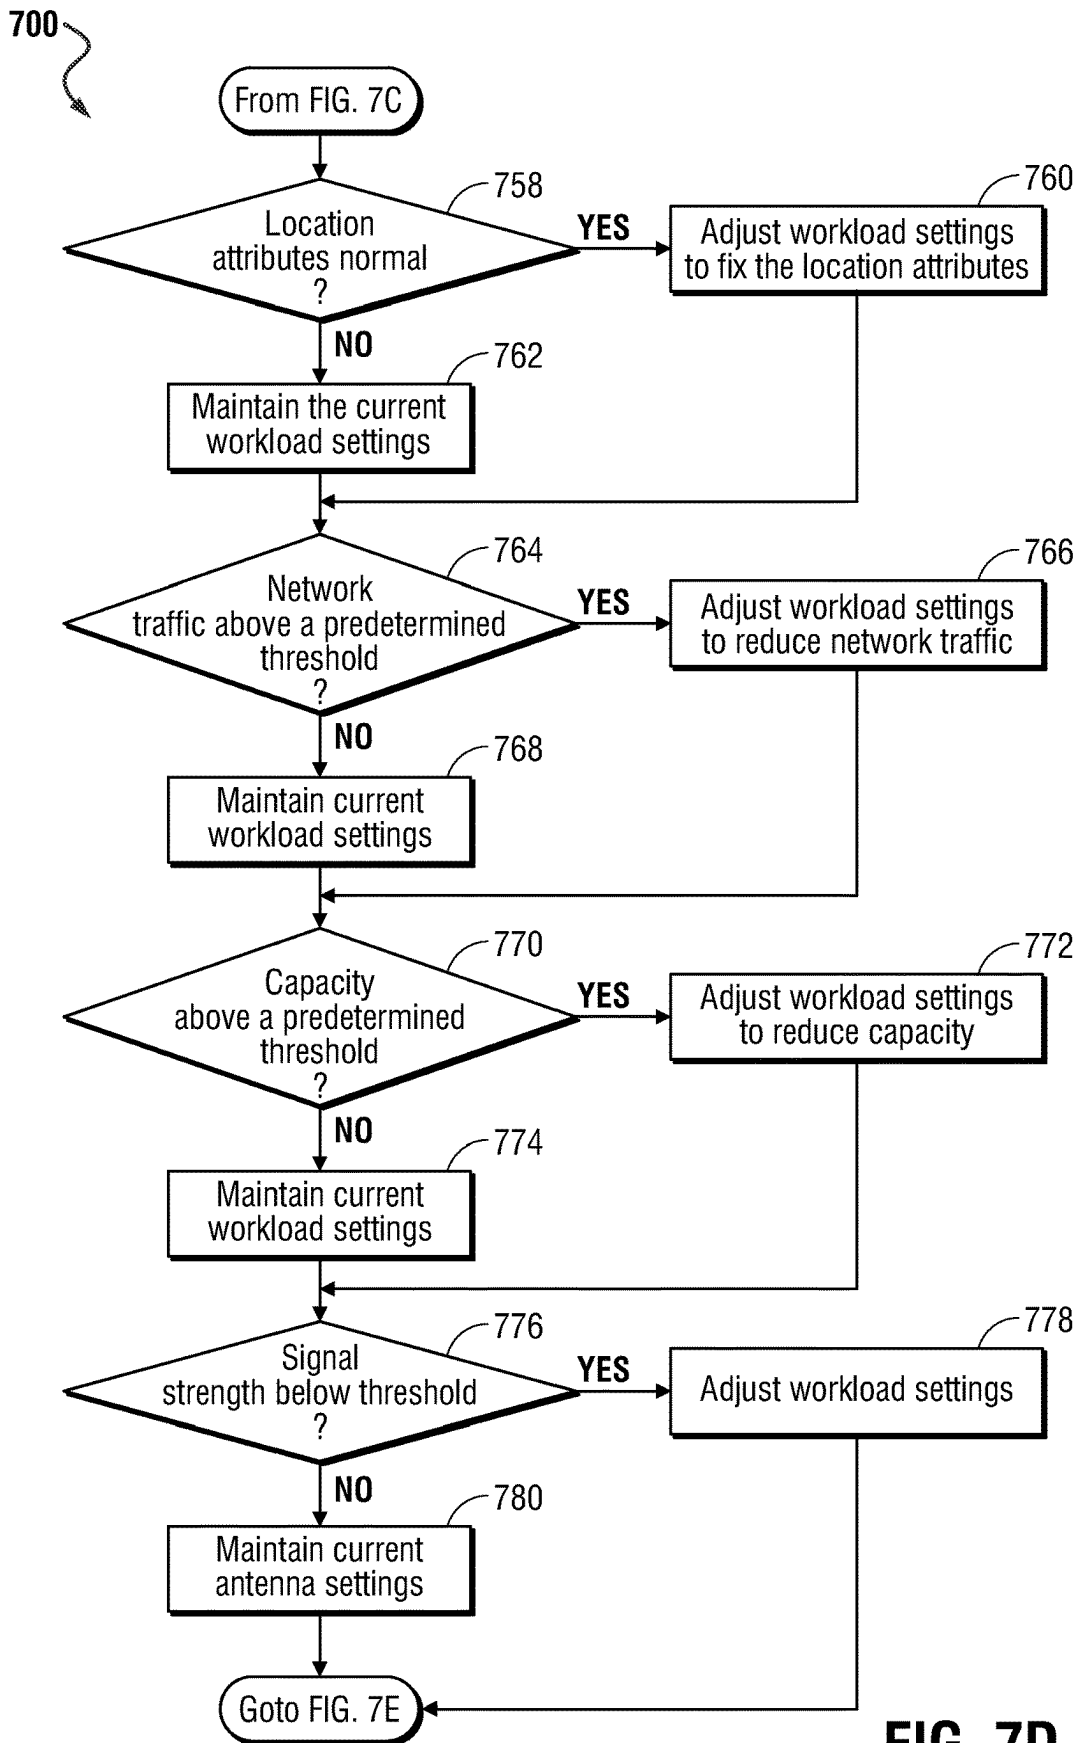 700
From FIG. 7C
758
Location
attributes normal
?
YES
760
Adjust workload settings
to fix the location attributes
NO
762
Maintain the current
workload settings
764
Network
traffic above a predetermined
threshold
?
YES
766
Adjust workload settings
to reduce network traffic
NO
768
Maintain current
workload settings
770
Capacity
above a predetermined
threshold
?
YES
772
Adjust workload settings
to reduce capacity
NO
774
Maintain current
workload settings
776
Signal
strength below threshold
?
YES
778
Adjust workload settings
NO
780
Maintain current
antenna settings
Goto FIG. 7E
FIG. 7D